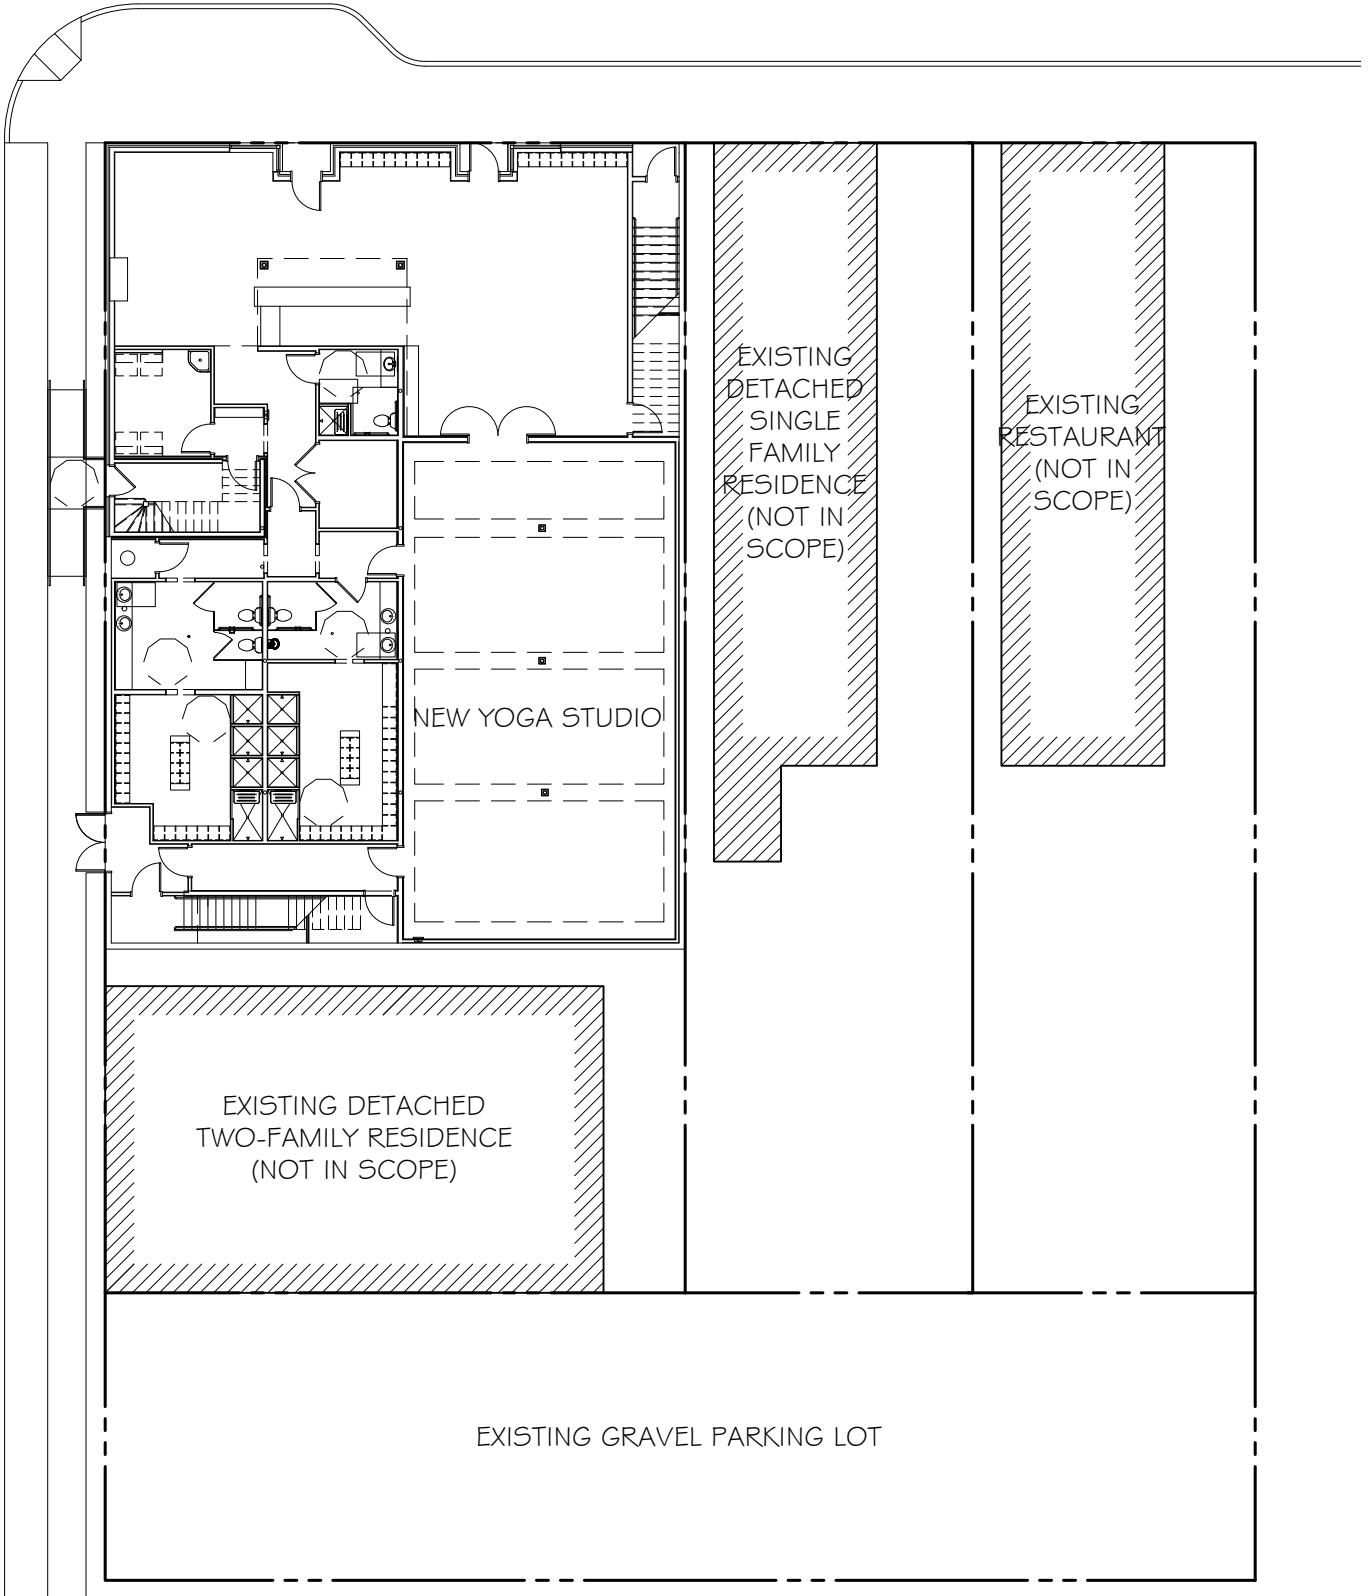 EXISTING
DETACHED
SINGLE
FAMILY
RESIDENCE
(NOT IN
SCOPE)
EXISTING
RESTAURANT
(NOT IN
SCOPE)
NEW YOGA STUDIO
EXISTING DETACHED
TWO-FAMILY RESIDENCE
(NOT IN SCOPE)
EXISTING GRAVEL PARKING LOT